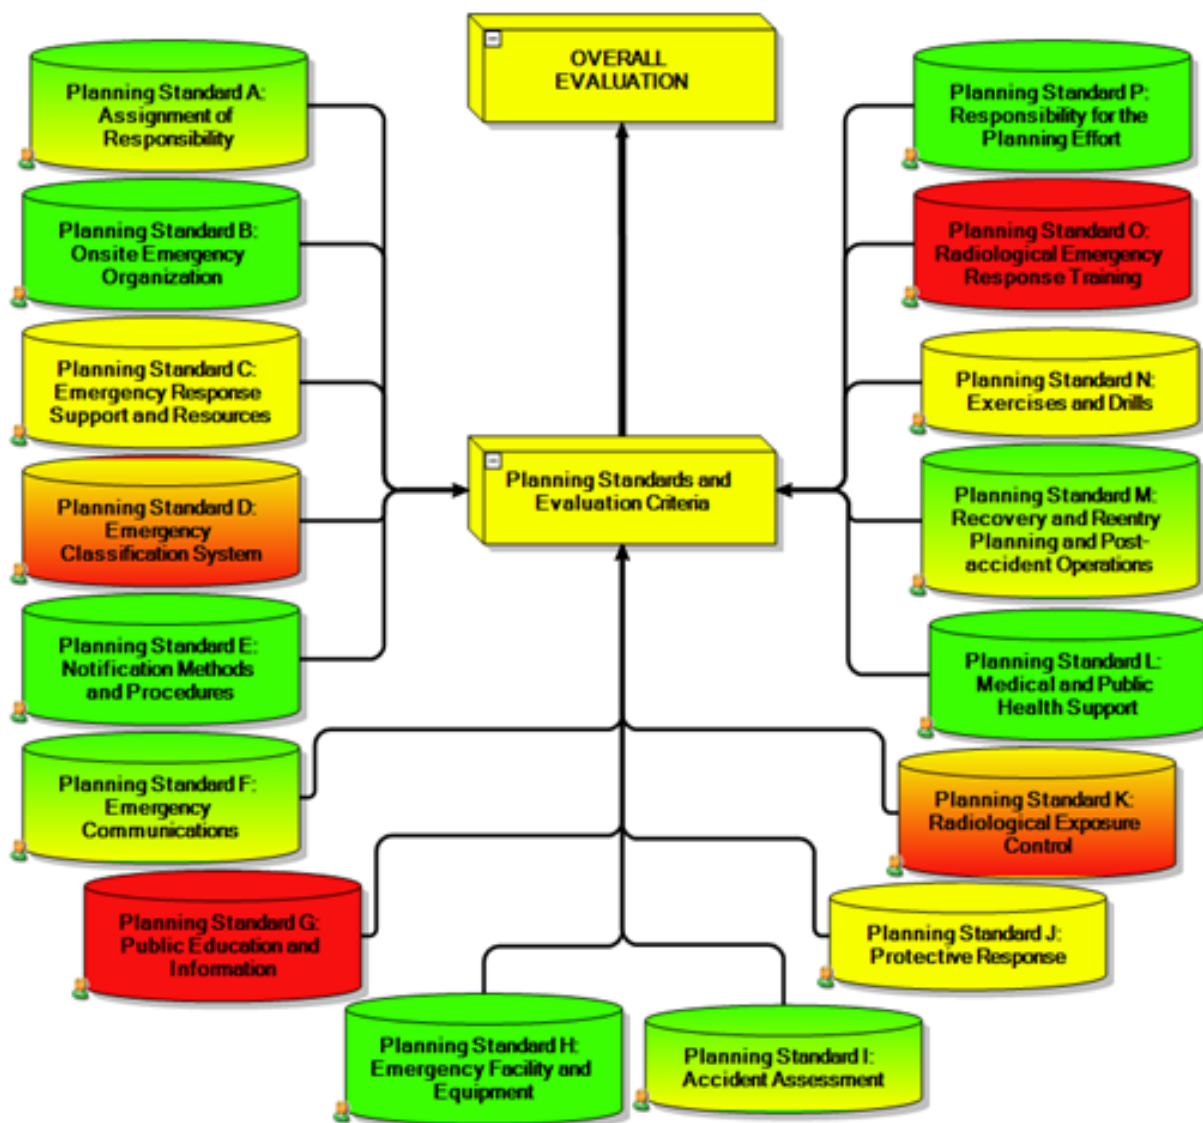 OVERALL
EVALUATION
Planning Standard A:
Assignment of
Responsibility
Planning Standard B:
Onsite Emergency
Organization
Planning Standard C:
Emergency Response
Support and Resources
Planning Standard D:
Emergency
Classification System
Planning Standard E:
Notification Methods
and Procedures
Planning Standard F:
Emergency
Communications
Planning Standard G:
Public Education and
Information
Planning Standard H:
Emergency Facility and
Equipment
Planning Standard I:
Accident Assessment
Planning Standard J:
Protective Response
Planning Standard K:
Radiological Exposure
Control
Planning Standard L:
Medical and Public
Health Support
Planning Standard M:
Recovery and Reentry
Planning and Post-
accident Operations
Planning Standard N:
Exercises and Drills
Planning Standard O:
Radiological Emergency
Response Training
Planning Standard P:
Responsibility for the
Planning Effort
Planning Standards and
Evaluation Criteria